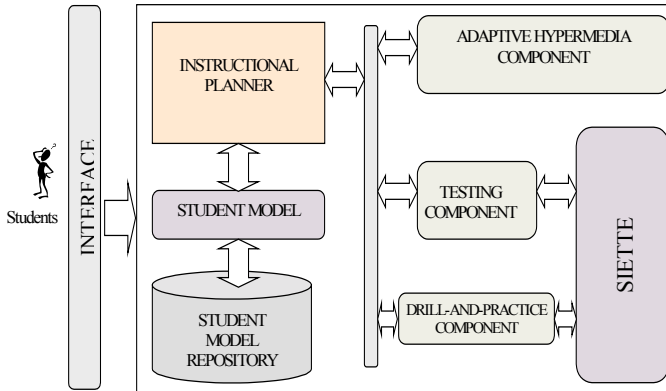 Students
INTERFACE
INSTRUCTIONAL
PLANNER
STUDENT MODEL
STUDENT
MODEL
REPOSITORY
ADAPTIVE HYPERMEDIA
COMPONENT
TESTING
COMPONENT
DRILL-AND-PRACTICE
COMPONENT
SIETTE